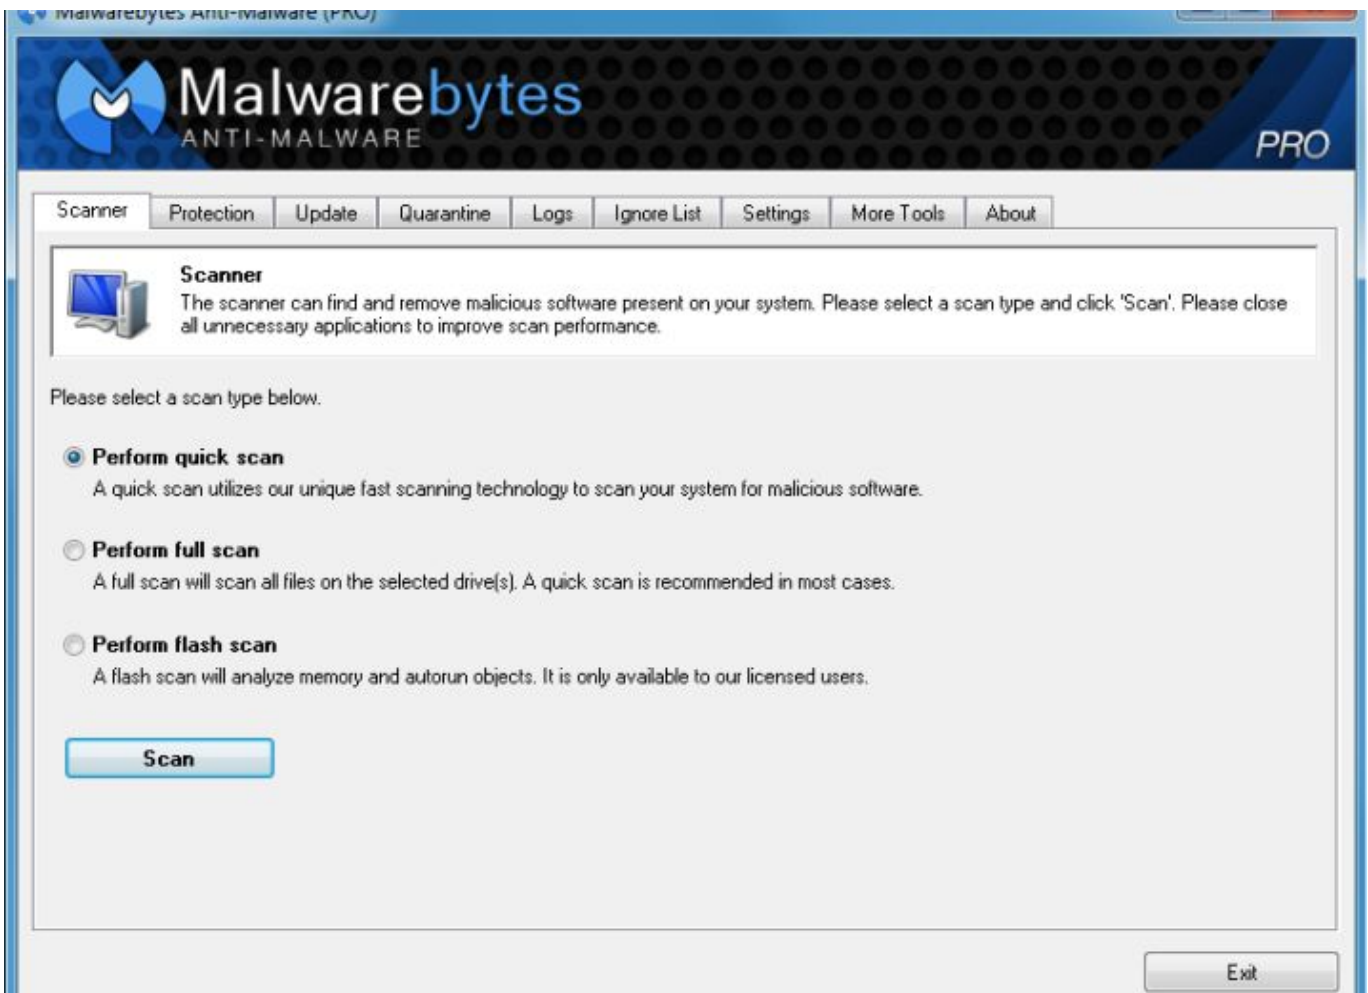 Malwarebytes Anti-Malware (PRO)
Malwarebytes
ANTI-MALWARE
PRO
Scanner Protection Update Quarantine Logs Ignore List Settings More Tools About
Scanner
The scanner can find and remove malicious software present on your system. Please select a scan type and click 'Scan'. Please close
all unnecessary applications to improve scan performance.
Please select a scan type below.
Perform quick scan
A quick scan utilizes our unique fast scanning technology to scan your system for malicious software.
Perform full scan
A full scan will scan all files on the selected drive(s). A quick scan is recommended in most cases.
Perform flash scan
A flash scan will analyze memory and autorun objects. It is only available to our licensed users.
Scan
Exit